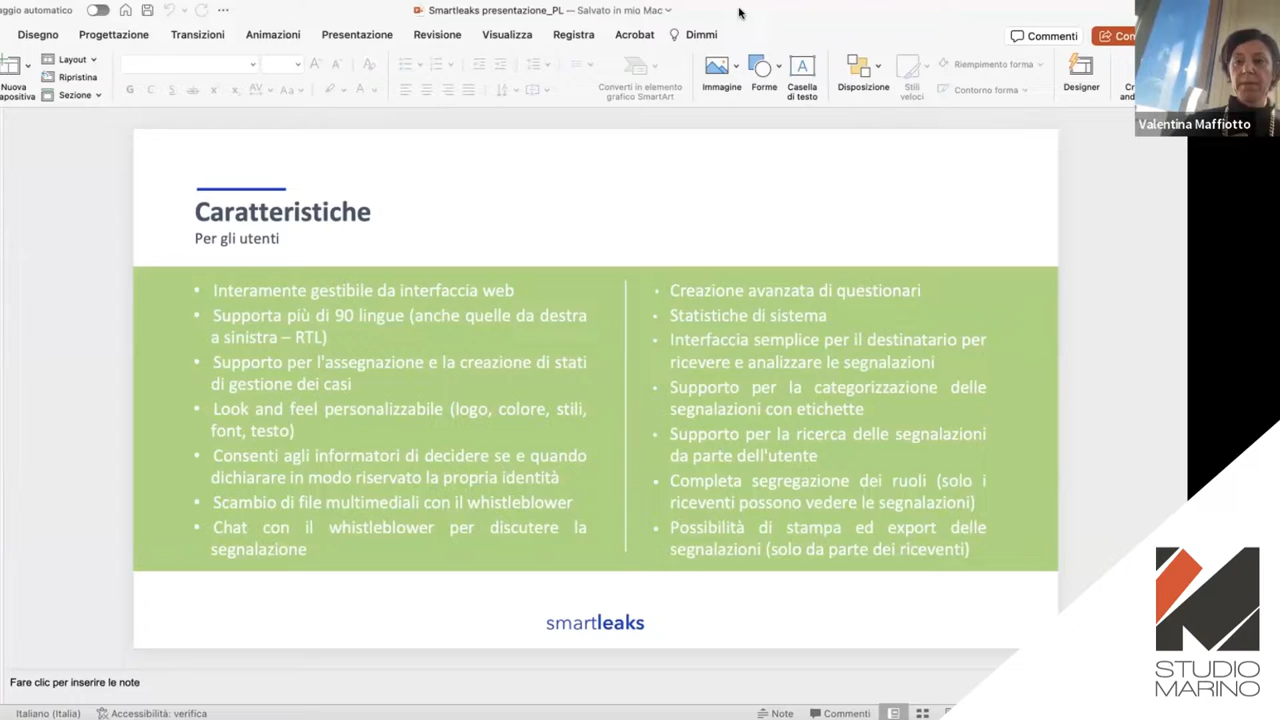 aggio automatico
Smartleaks presentazione_PL — Salvato in mio Mac
Disegno Progettazione Transizioni Animazioni Presentazione Revisione Visualizza Registra Acrobat Dimmi
Commenti
Nuova
apositiva
Layout
Ripristina
Sezione
Converti in elemento
grafico SmartArt
Immagine
Forme
Casella
di testo
Disposizione
Stili
veloci
Riempimento forma
Contorno forma
Designer
Valentina Maffiotto
Caratteristiche
Per gli utenti
• Interamente gestibile da interfaccia web
• Supporta più di 90 lingue (anche quelle da destra
a sinistra – RTL)
• Supporto per l'assegnazione e la creazione di stati
di gestione dei casi
• Look and feel personalizzabile (logo, colore, stili,
font, testo)
• Consenti agli informatori di decidere se e quando
dichiarare in modo riservato la propria identità
• Scambio di file multimediali con il whistleblower
• Chat con il whistleblower per discutere la
segnalazione
• Creazione avanzata di questionari
• Statistiche di sistema
• Interfaccia semplice per il destinatario per
ricevere e analizzare le segnalazioni
• Supporto per la categorizzazione delle
segnalazioni con etichette
• Supporto per la ricerca delle segnalazioni
da parte dell'utente
• Completa segregazione dei ruoli (solo i
riceventi possono vedere le segnalazioni)
• Possibilità di stampa ed export delle
segnalazioni (solo da parte dei riceventi)
smartleaks
STUDIO
MARINO
Fare clic per inserire le note
Italiano (Italia) Accessibilità: verifica
Note Commenti